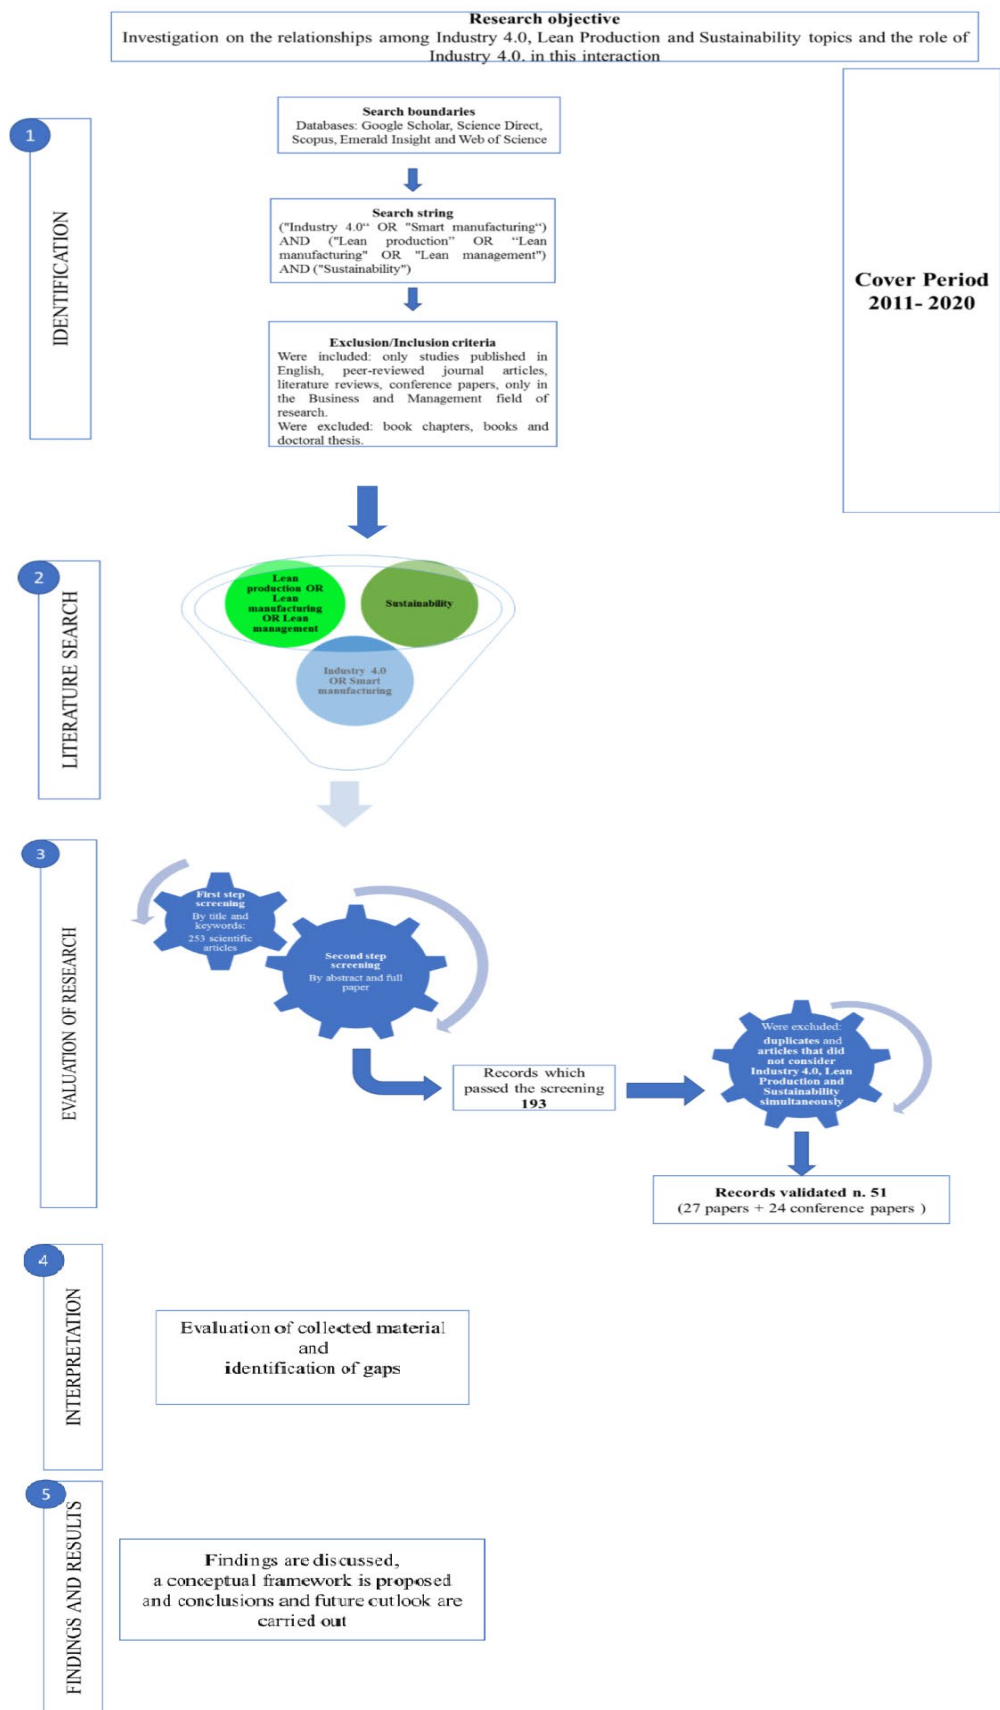 Research objective
Investigation on the relationships among Industry 4.0, Lean Production and Sustainability topics and the role of
Industry 4.0. in this interaction
1
IDENTIFICATION
Search boundaries
Databases: Google Scholar, Science Direct,
Scopus, Emerald Insight and Web of Science
Search string
("Industry 4.0“ OR "Smart manufacturing“)
AND ("Lean production” OR “Lean
manufacturing" OR "Lean management")
AND ("Sustainability")
Exclusion/Inclusion criteria
Were included: only studies published in
English, peer-reviewed journal articles,
literature reviews, conference papers, only in
the Business and Management field of
research.
Were excluded: book chapters, books and
doctoral thesis.
Cover Period
2011- 2020
2
LITERATURE SEARCH
Lean
production OR
Lean
manufacturing
OR Lean
management
Sustainability
Industry 4.0
OR Smart
manufacturing
3
EVALUATION OF RESEARCH
First step
screening
By title and
keywords:
253 scientific
articles
Second step
screening
By abstract and full
paper
Records which
passed the screening
193
Were excluded:
duplicates and
articles that did
not consider
Industry 4.0, Lean
Production and
Sustainability
simultaneously
Records validated n. 51
(27 papers + 24 conference papers )
4
INTERPRETATION
Evaluation of collected material
and
identification of gaps
5
FINDINGS AND RESULTS
Findings are discussed,
a conceptual framework is proposed
and conclusions and future outlook are
carried out